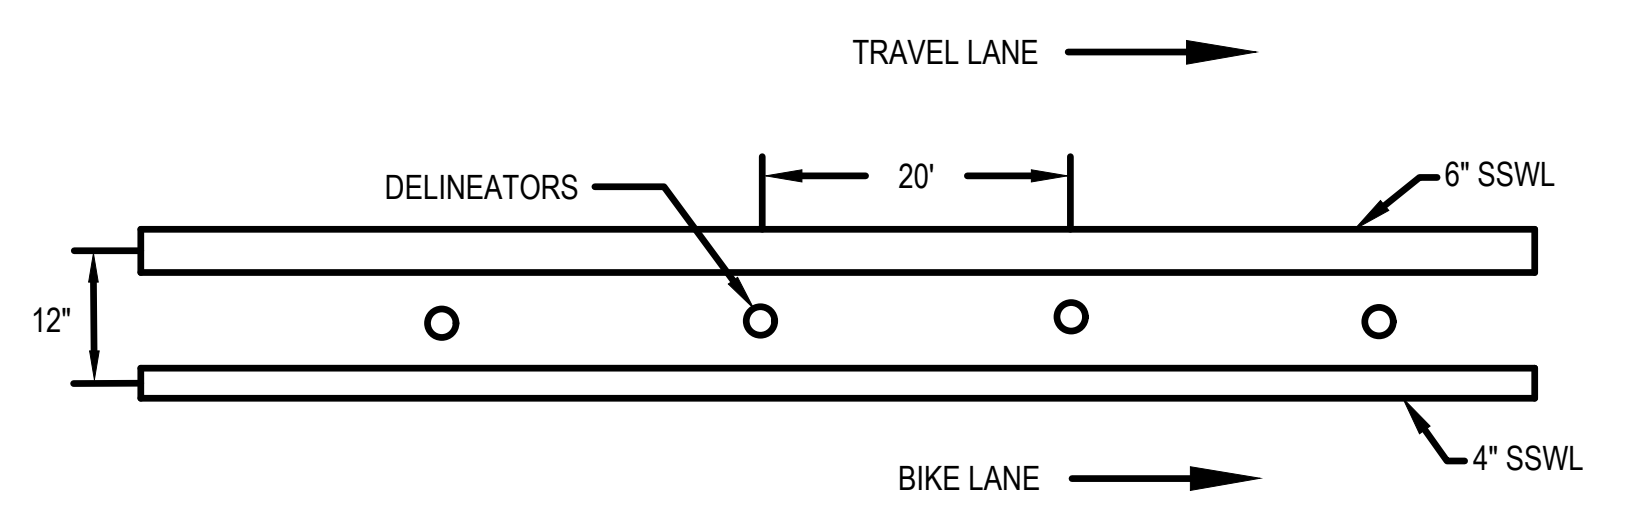 TRAVEL LANE
20'
6" SSWL
DELINEATORS
12"
4" SSWL
BIKE LANE